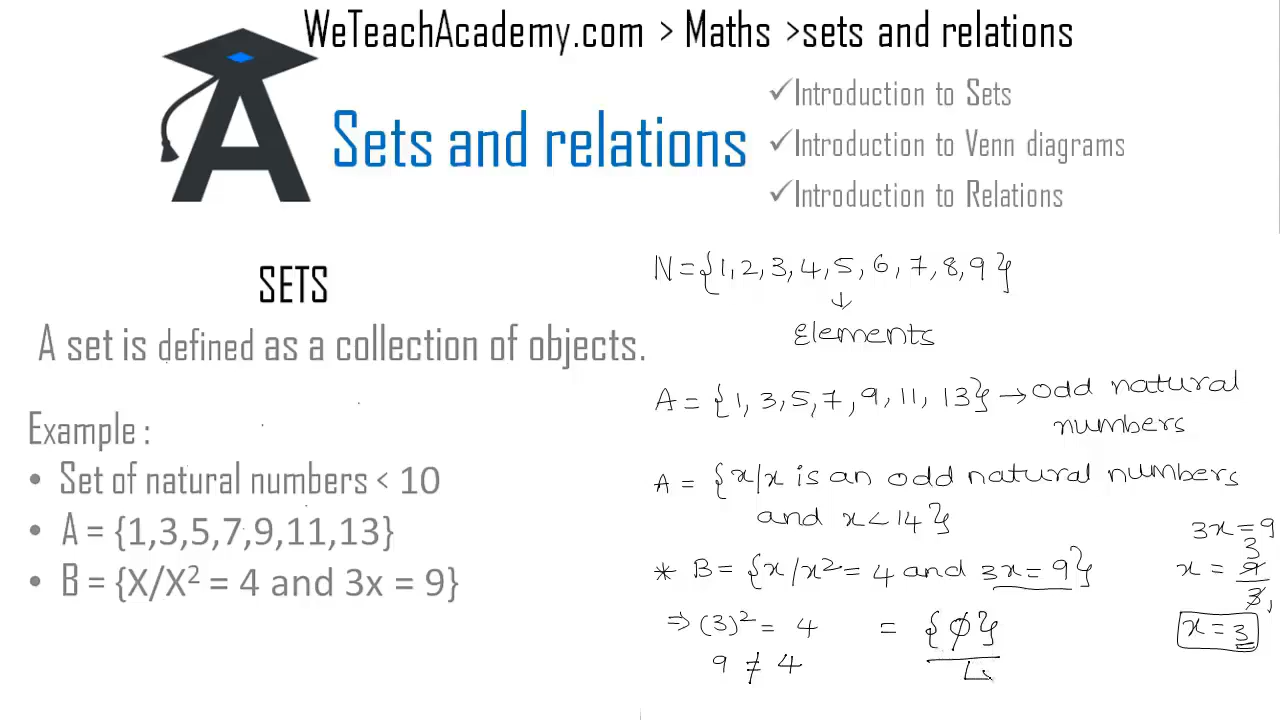 WeTeachAcademy.com > Maths >sets and relations
Sets and relations
✓Introduction to Sets
✓Introduction to Venn diagrams
✓Introduction to Relations
SETS
A set is defined as a collection of objects.
Example :
• Set of natural numbers < 10
• A = {1,3,5,7,9,11,13}
• B = {X/X² = 4 and 3x = 9}
N = {1, 2, 3, 4, 5, 6, 7, 8, 9}
↓
Elements
A = {1, 3, 5, 7, 9, 11, 13} → odd natural
numbers
A = {x/x is an odd natural numbers
and x < 14}
* B = {x/x² = 4 and 3x = 9}
⇒ (3)² = 4 = {ϕ}
9 ≠ 4
3x = 9
3
x = 9
3
x = 3